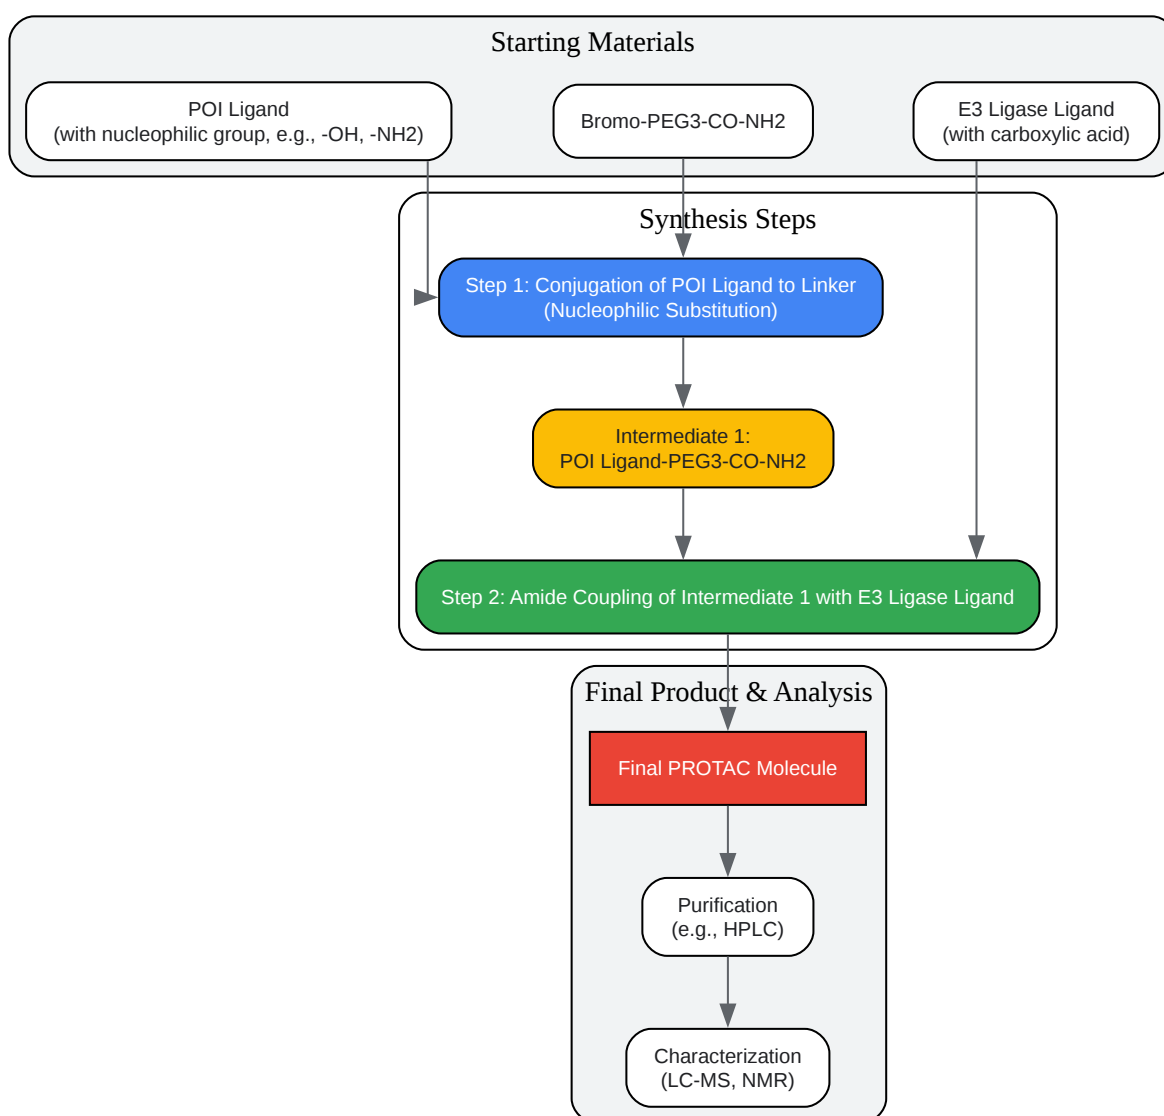 Starting Materials
POI Ligand
(with nucleophilic group, e.g., -OH, -NH2)
Bromo-PEG3-CO-NH2
E3 Ligase Ligand
(with carboxylic acid)
Synthesis Steps
Step 1: Conjugation of POI Ligand to Linker
(Nucleophilic Substitution)
Intermediate 1:
POI Ligand-PEG3-CO-NH2
Step 2: Amide Coupling of Intermediate 1 with E3 Ligase Ligand
Final Product & Analysis
Final PROTAC Molecule
Purification
(e.g., HPLC)
Characterization
(LC-MS, NMR)